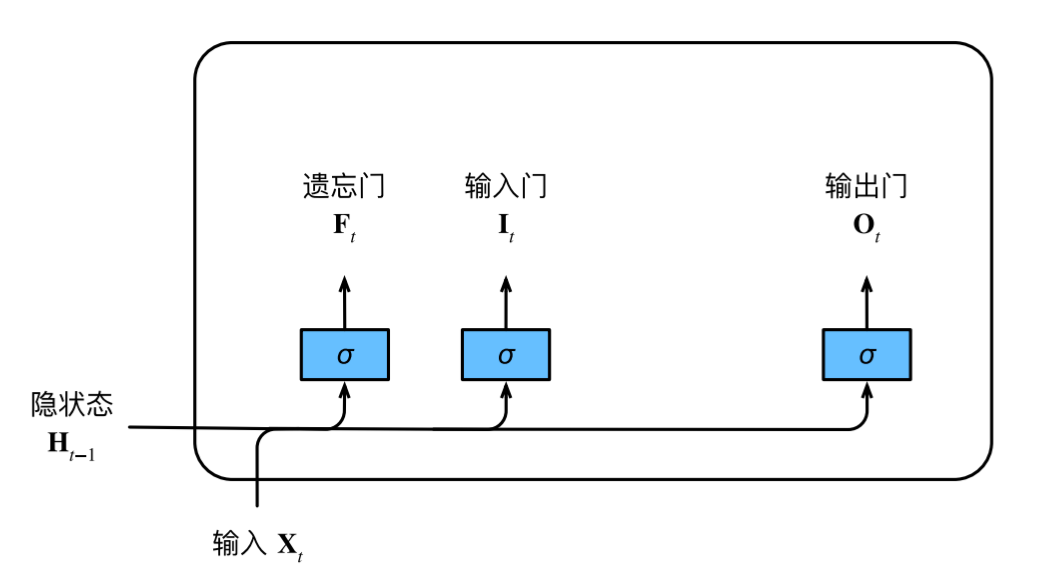 遗忘门 输入门 输出门
F_t I_t O_t
σ σ σ
隐状态
H_{t-1}
输入 X_t